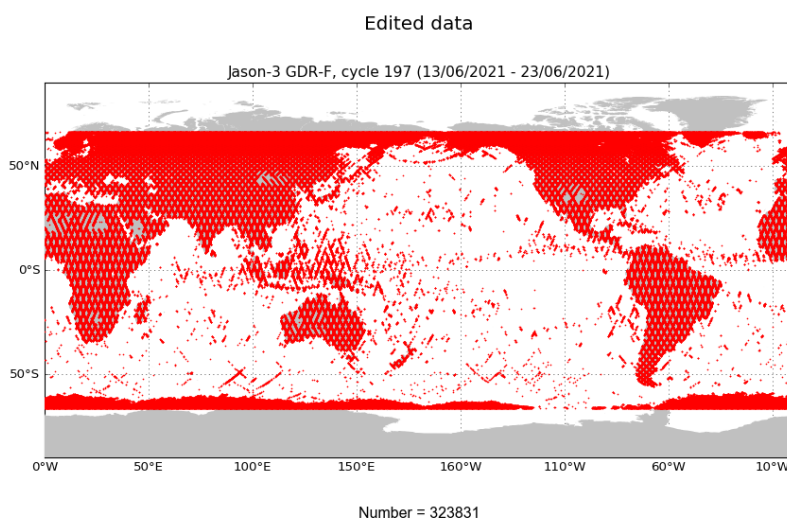 Edited data
Jason-3 GDR-F, cycle 197 (13/06/2021 - 23/06/2021)
50°N
0°S
50°S
0°W 50°E 100°E 150°E 160°W 110°W 60°W 10°W
Number = 323831